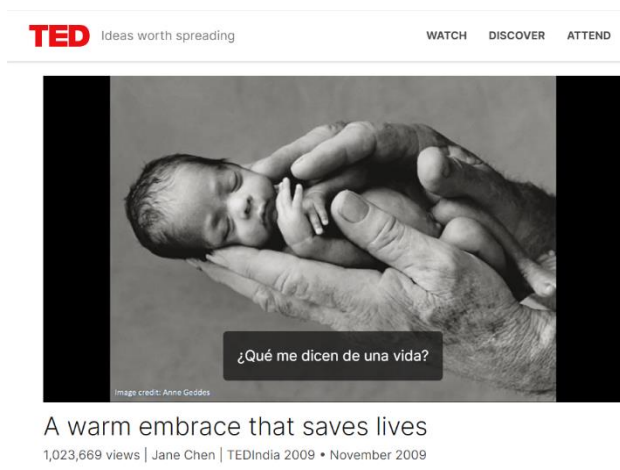 TED Ideas worth spreading WATCH DISCOVER ATTEND
¿Qué me dicen de una vida?
Image credit: Anne Geddes
A warm embrace that saves lives
1,023,669 views | Jane Chen | TEDIndia 2009 • November 2009